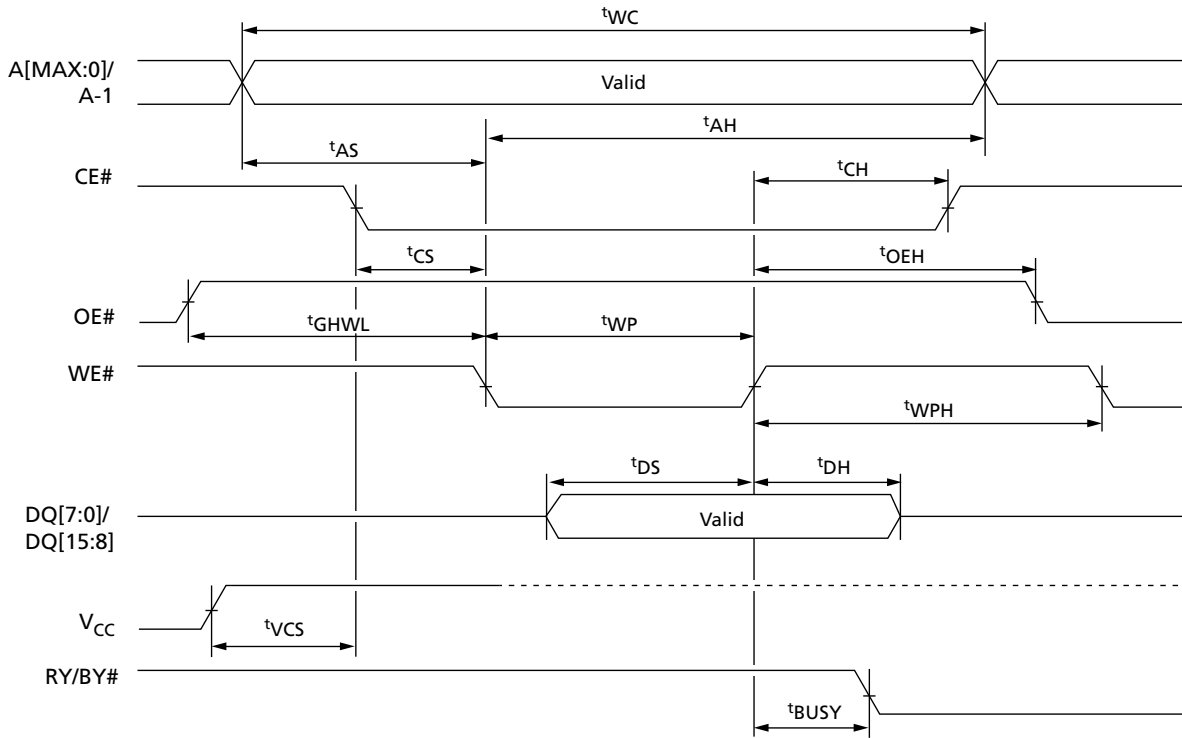 tWC
A[MAX:0]/
A-1
Valid
tAH
tAS
CE#
tCH
tCS
tOEH
OE#
tGHWL
tWP
WE#
tWPH
tDS
tDH
DQ[7:0]/
DQ[15:8]
Valid
VCC
tVCS
RY/BY#
tBUSY